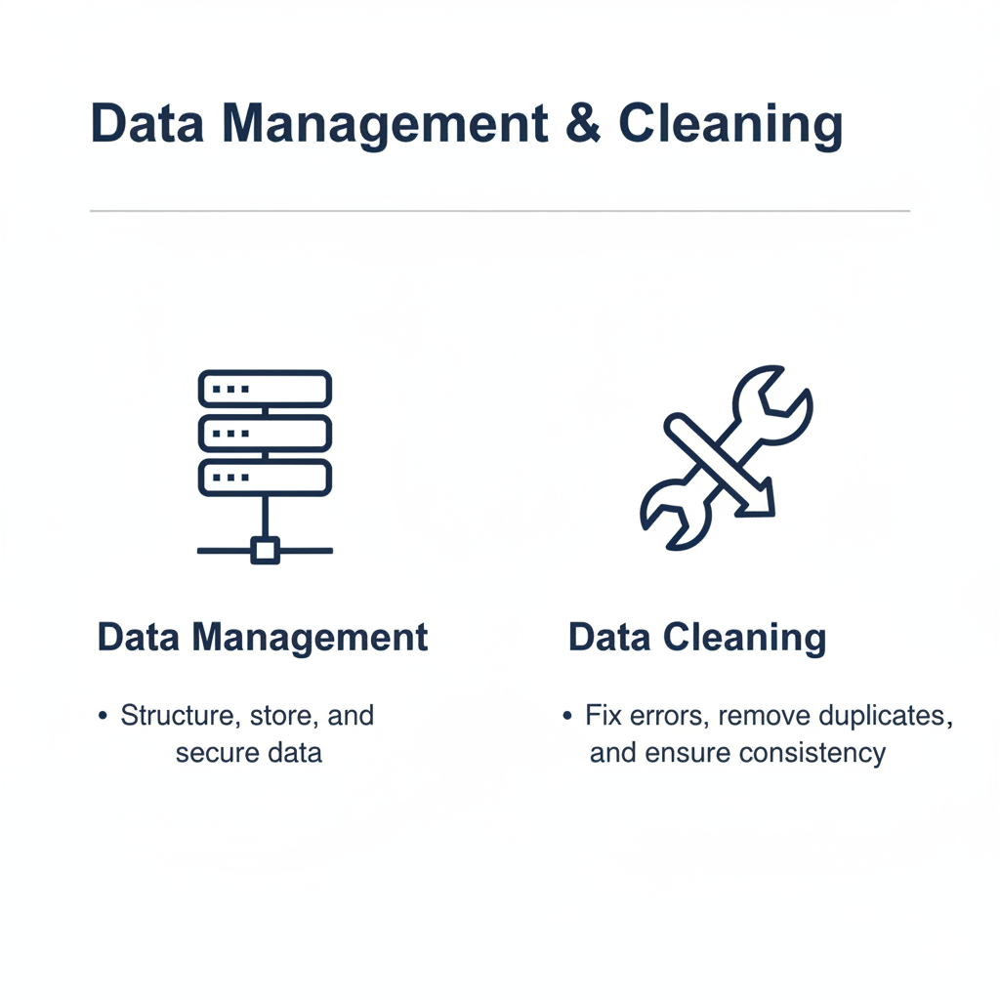 Data Management & Cleaning
Data Management
• Structure, store, and
secure data
Data Cleaning
• Fix errors, remove duplicates,
and ensure consistency